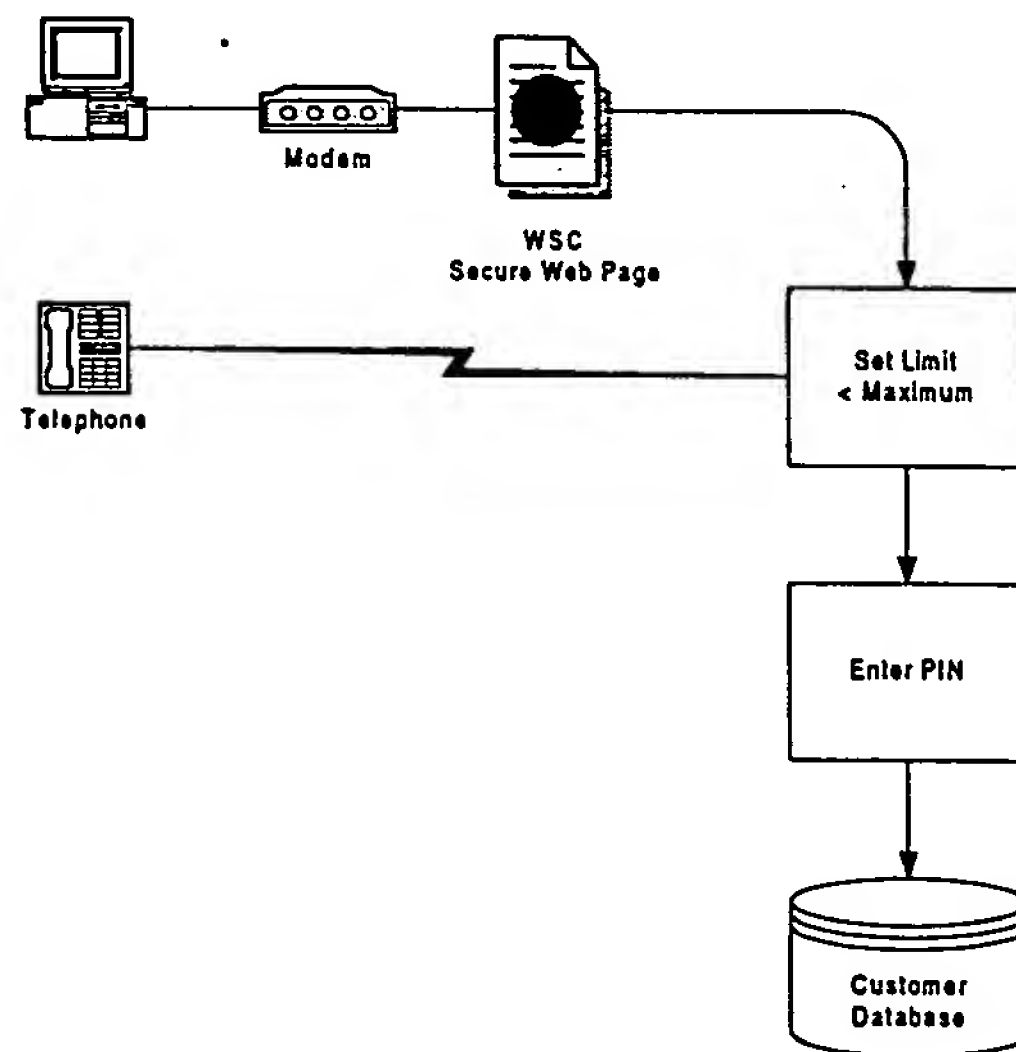 Modem
WSC
Secure Web Page
Telephone
Set Limit
< Maximum
Enter PIN
Customer
Database